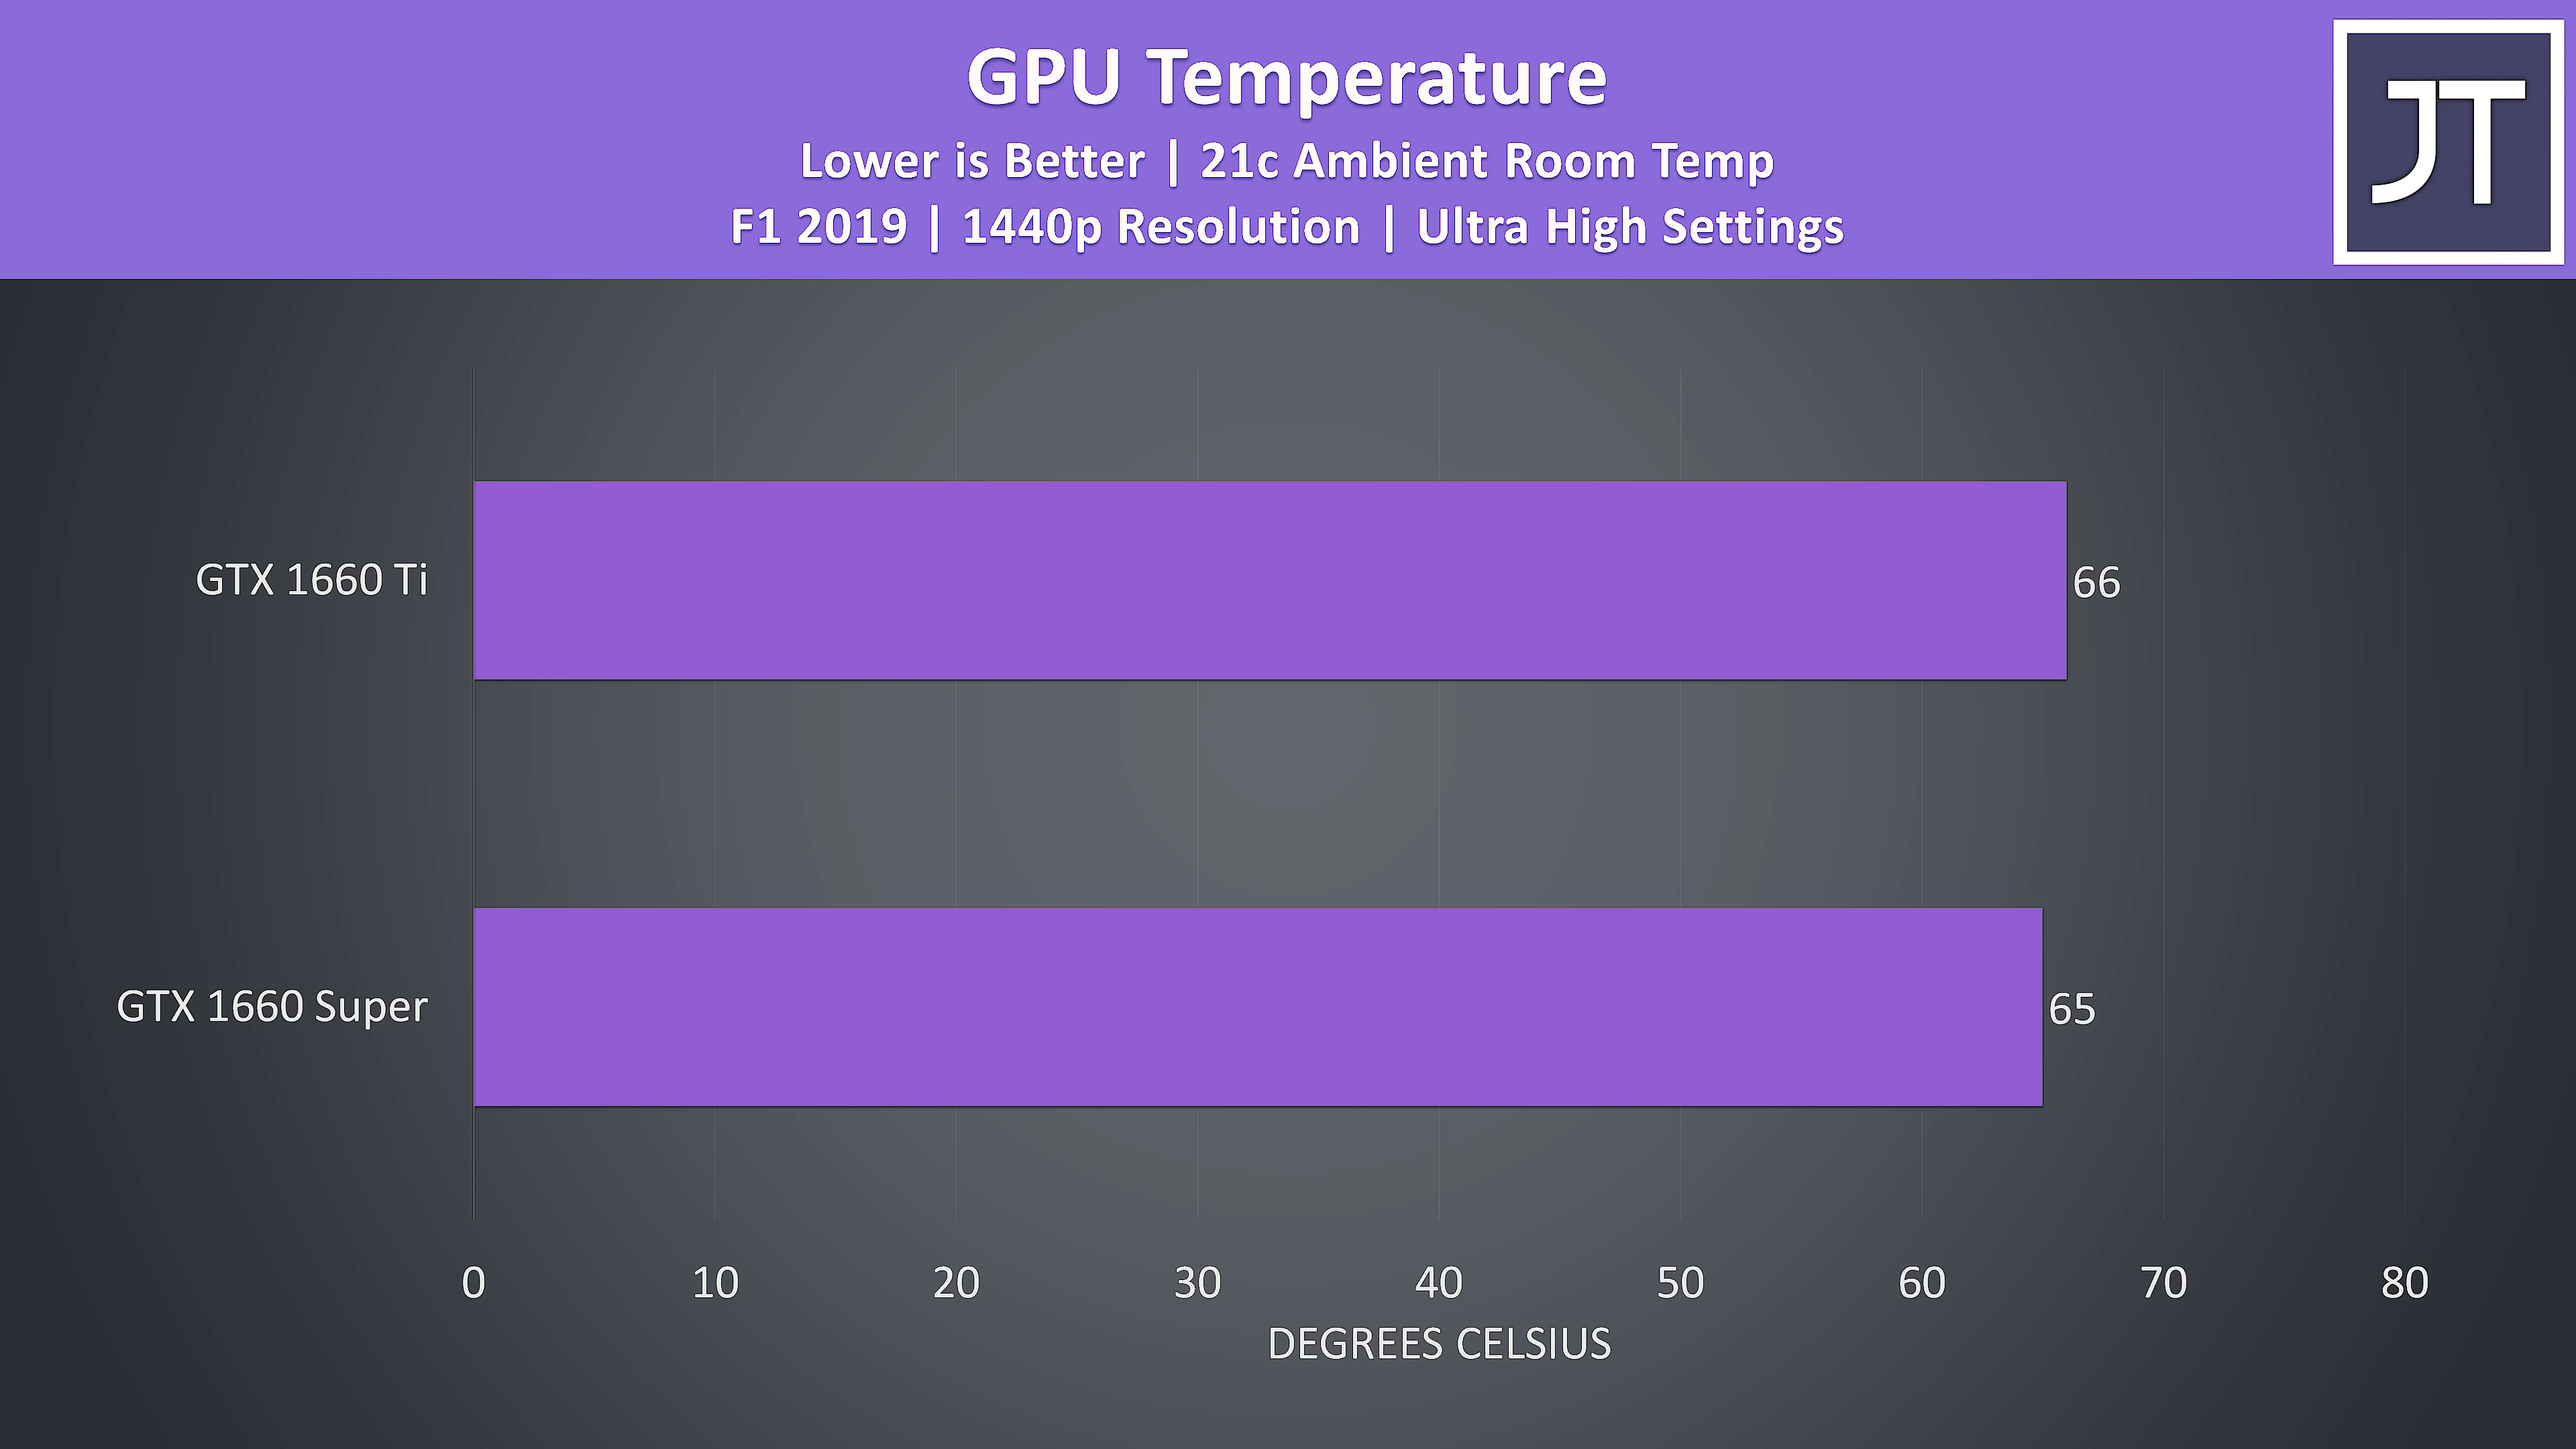 GPU Temperature
Lower is Better | 21c Ambient Room Temp
F1 2019 | 1440p Resolution | Ultra High Settings
JT
GTX 1660 Ti
66
GTX 1660 Super
65
0 10 20 30 40 50 60 70 80
DEGREES CELSIUS